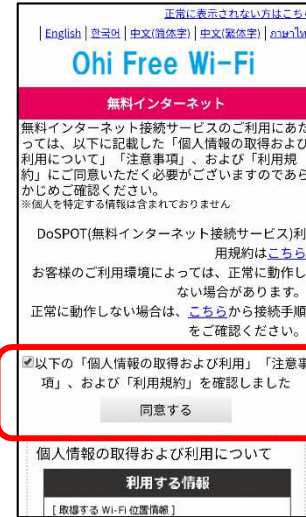 正常に表示されない方はこち
| English | 한국어 | 中文(简体字) | 中文(繁体字) | ภาษาไท
Ohi Free Wi-Fi
無料インターネット
無料インターネット接続サービスのご利用にあた
っては、以下に記載した「個人情報の取得および
利用について」「注意事項」、および「利用規
約」にご同意いただく必要がございますのであら
かじめご確認ください。
※個人を特定する情報は含まれておりません
DoSPOT(無料インターネット接続サービス)利
用規約はこちら
お客様のご利用環境によっては、正常に動作し
ない場合があります。
正常に動作しない場合は、こちらから接続手順
をご確認ください。
以下の「個人情報の取得および利用」「注意事
項」、および「利用規約」を確認しました
同意する
個人情報の取得および利用について
利用する情報
[ 取得する Wi-Fi 位置情報 ]